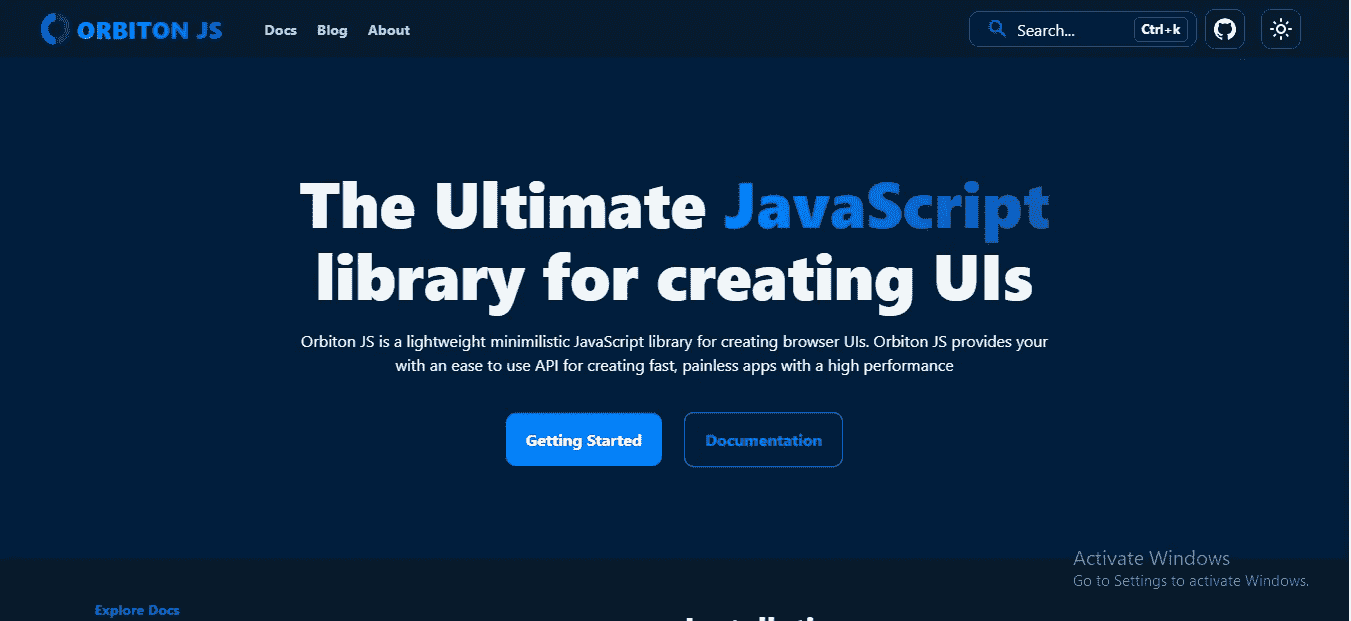 ORBITON JS
Docs Blog About
Search... Ctrl+k
The Ultimate JavaScript
library for creating UIs
Orbiton JS is a lightweight minimilistic JavaScript library for creating browser UIs. Orbiton JS provides your
with an ease to use API for creating fast, painless apps with a high performance
Getting Started Documentation
Activate Windows
Go to Settings to activate Windows.
Explore Docs